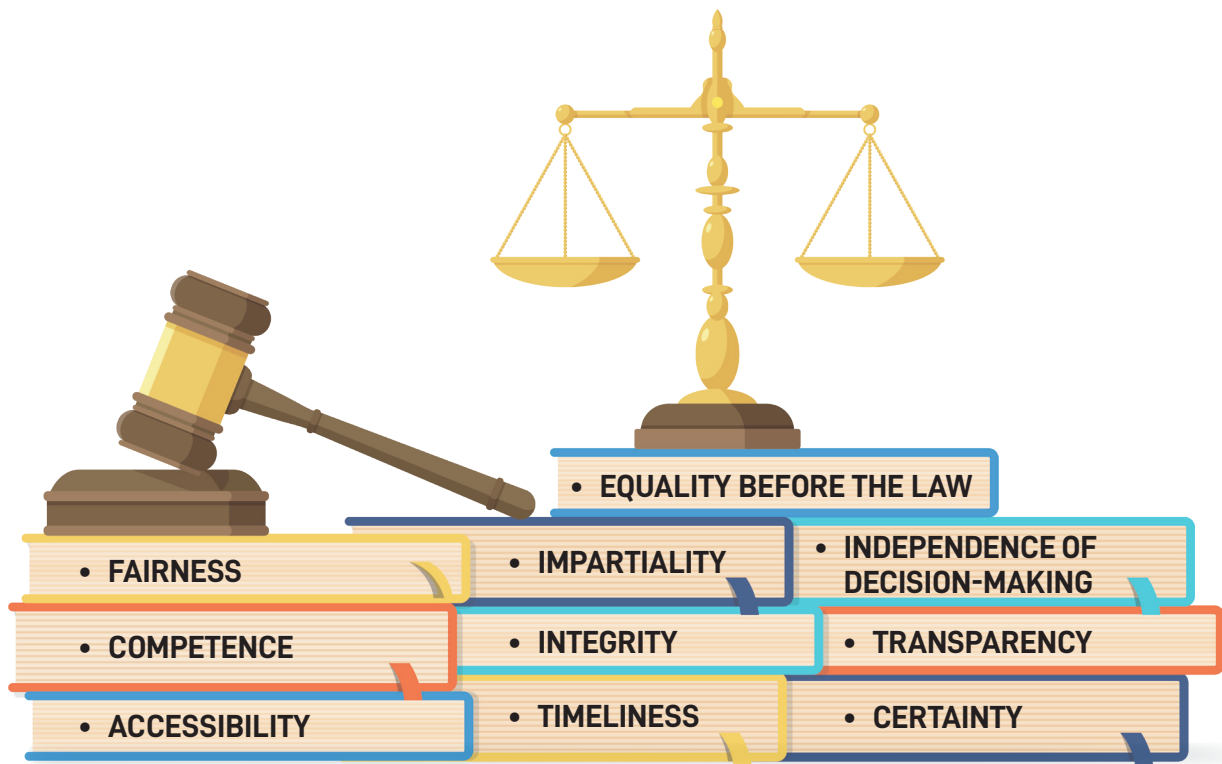 • EQUALITY BEFORE THE LAW
• FAIRNESS
• IMPARTIALITY
• INDEPENDENCE OF
DECISION-MAKING
• COMPETENCE
• INTEGRITY
• TRANSPARENCY
• ACCESSIBILITY
• TIMELINESS
• CERTAINTY